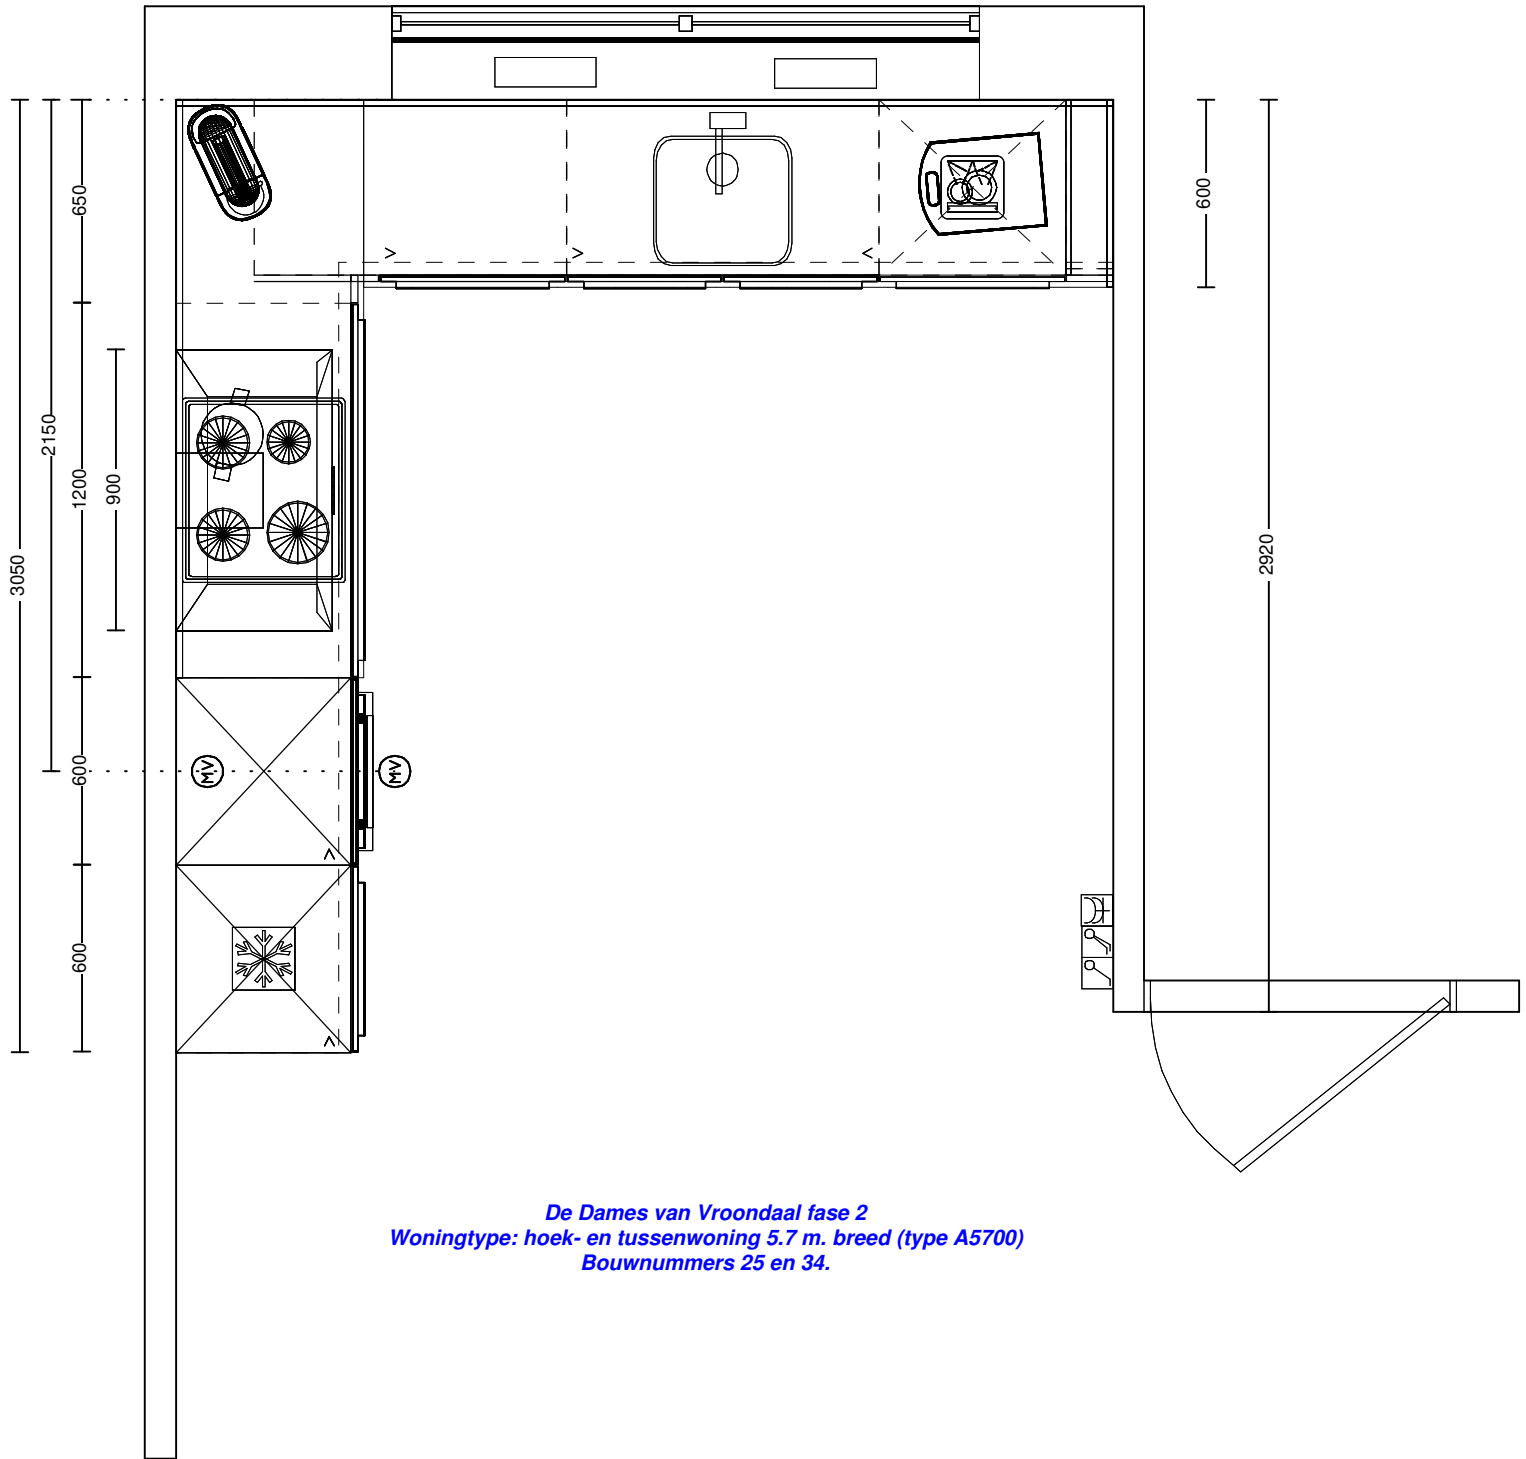 650
600
2150
1200
900
3050
2920
600
MV
MV
600
De Dames van Vroondaal fase 2
Woningtype: hoek- en tussenwoning 5.7 m. breed (type A5700)
Bouwnummers 25 en 34.